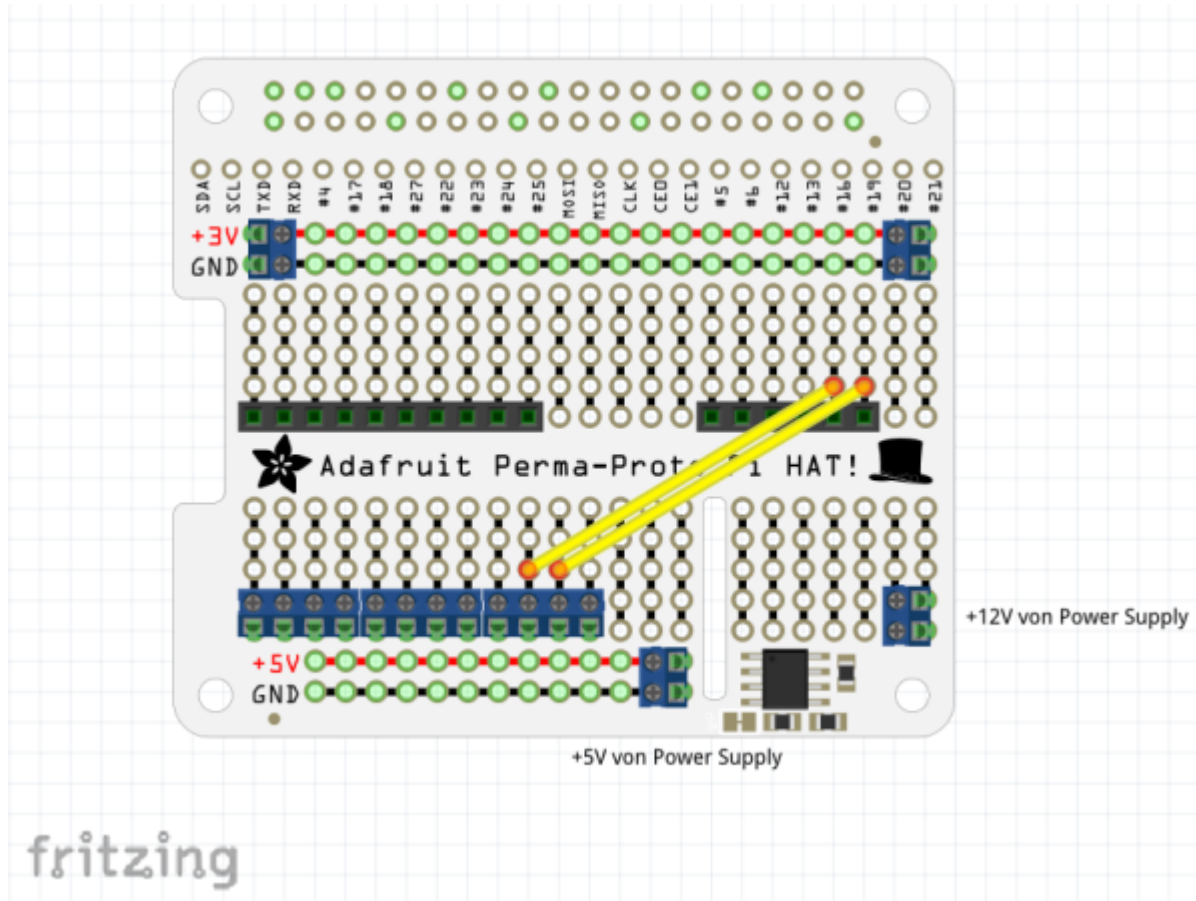 SDA SCL TXD RXD #4 #17 #18 #27 #22 #23 #24 #25 MOSI MISO CLK CE0 CE1 #5 #6 #12 #13 #16 #19 #20 #21
+3V
GND
Adafruit Perma-Proto Pi HAT!
+12V von Power Supply
+5V
GND
+5V von Power Supply
fritzing